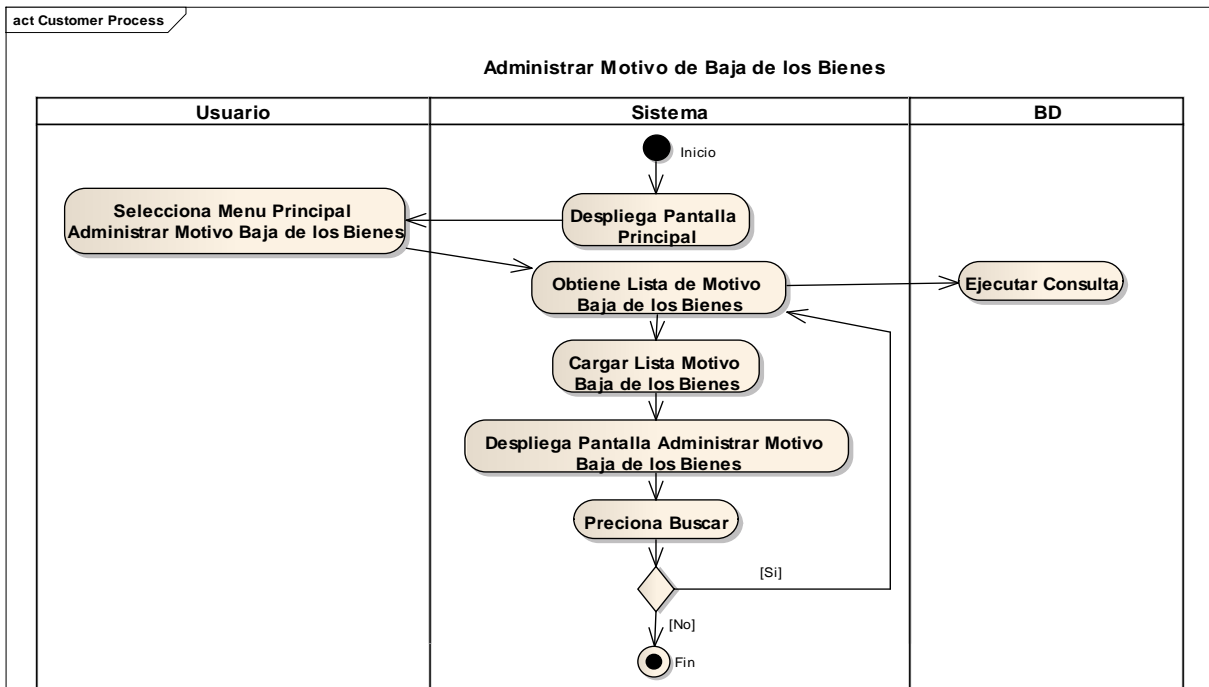 act Customer Process
Administrar Motivo de Baja de los Bienes
Usuario
Sistema
BD
Inicio
Despliega Pantalla
Principal
Selecciona Menu Principal
Administrar Motivo Baja de los Bienes
Obtiene Lista de Motivo
Baja de los Bienes
Ejecutar Consulta
Cargar Lista Motivo
Baja de los Bienes
Despliega Pantalla Administrar Motivo
Baja de los Bienes
Preciona Buscar
[Si]
[No]
Fin